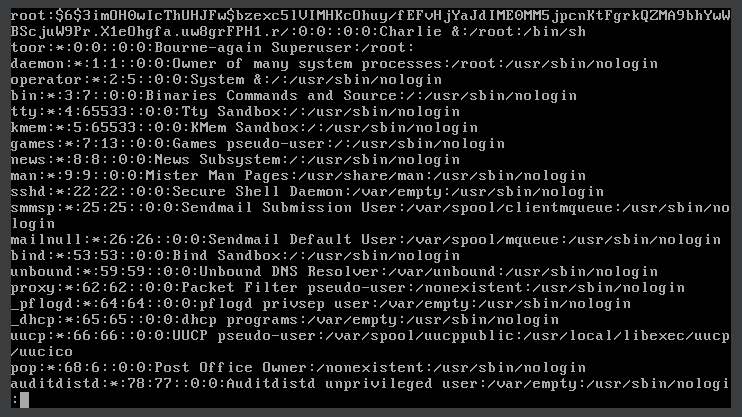 root:$6$3imOH0wIcThUHJFw$bzexc5lVIMHKcOhuy/fEFvHjYaJdIME0MM5jpcnKtFgrkQZMA9bhYwW
BScjuW9Pr.X1eOhgfa.uw8grFPH1.r/:0:0::0:0:Charlie &:/root:/bin/sh
toor:*:0:0::0:0:Bourne-again Superuser:/root:
daemon:*:1:1::0:0:Owner of many system processes:/root:/usr/sbin/nologin
operator:*:2:5::0:0:System &:/:/usr/sbin/nologin
bin:*:3:7::0:0:Binaries Commands and Source:/:/usr/sbin/nologin
tty:*:4:65533::0:0:Tty Sandbox:/:/usr/sbin/nologin
kmem:*:5:65533::0:0:KMem Sandbox:/:/usr/sbin/nologin
games:*:7:13::0:0:Games pseudo-user:/:/usr/sbin/nologin
news:*:8:8::0:0:News Subsystem:/:/usr/sbin/nologin
man:*:9:9::0:0:Mister Man Pages:/usr/share/man:/usr/sbin/nologin
sshd:*:22:22::0:0:Secure Shell Daemon:/var/empty:/usr/sbin/nologin
smmsp:*:25:25::0:0:Sendmail Submission User:/var/spool/clientmqueue:/usr/sbin/no
login
mailnull:*:26:26::0:0:Sendmail Default User:/var/spool/mqueue:/usr/sbin/nologin
bind:*:53:53::0:0:Bind Sandbox:/:/usr/sbin/nologin
unbound:*:59:59::0:0:Unbound DNS Resolver:/var/unbound:/usr/sbin/nologin
proxy:*:62:62::0:0:Packet Filter pseudo-user:/nonexistent:/usr/sbin/nologin
_pflogd:*:64:64::0:0:pflogd privsep user:/var/empty:/usr/sbin/nologin
_dhcp:*:65:65::0:0:dhcp programs:/var/empty:/usr/sbin/nologin
uucp:*:66:66::0:0:UUCP pseudo-user:/var/spool/uucppublic:/usr/local/libexec/uucp
/uucico
pop:*:68:6::0:0:Post Office Owner:/nonexistent:/usr/sbin/nologin
auditdistd:*:78:77::0:0:Auditdistd unprivileged user:/var/empty:/usr/sbin/nologi
: